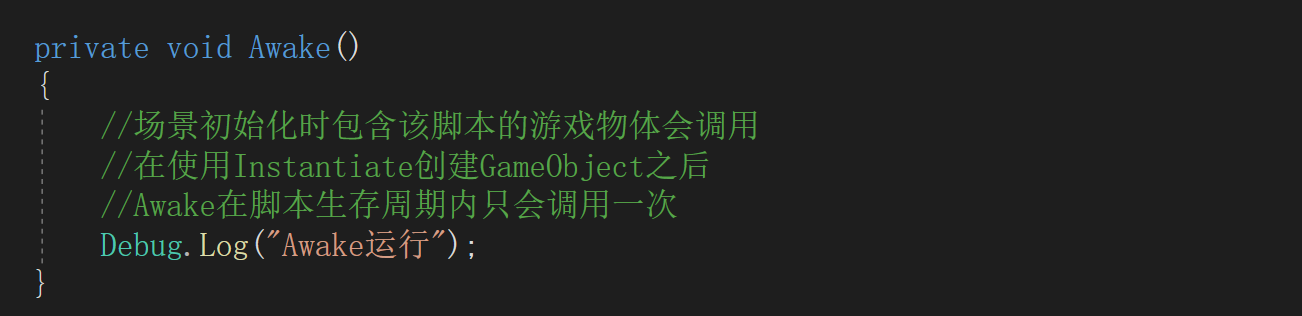 private void Awake()
{
//场景初始化时包含该脚本的游戏物体会调用
//在使用Instantiate创建GameObject之后
//Awake在脚本生存周期内只会调用一次
Debug.Log("Awake运行");
}